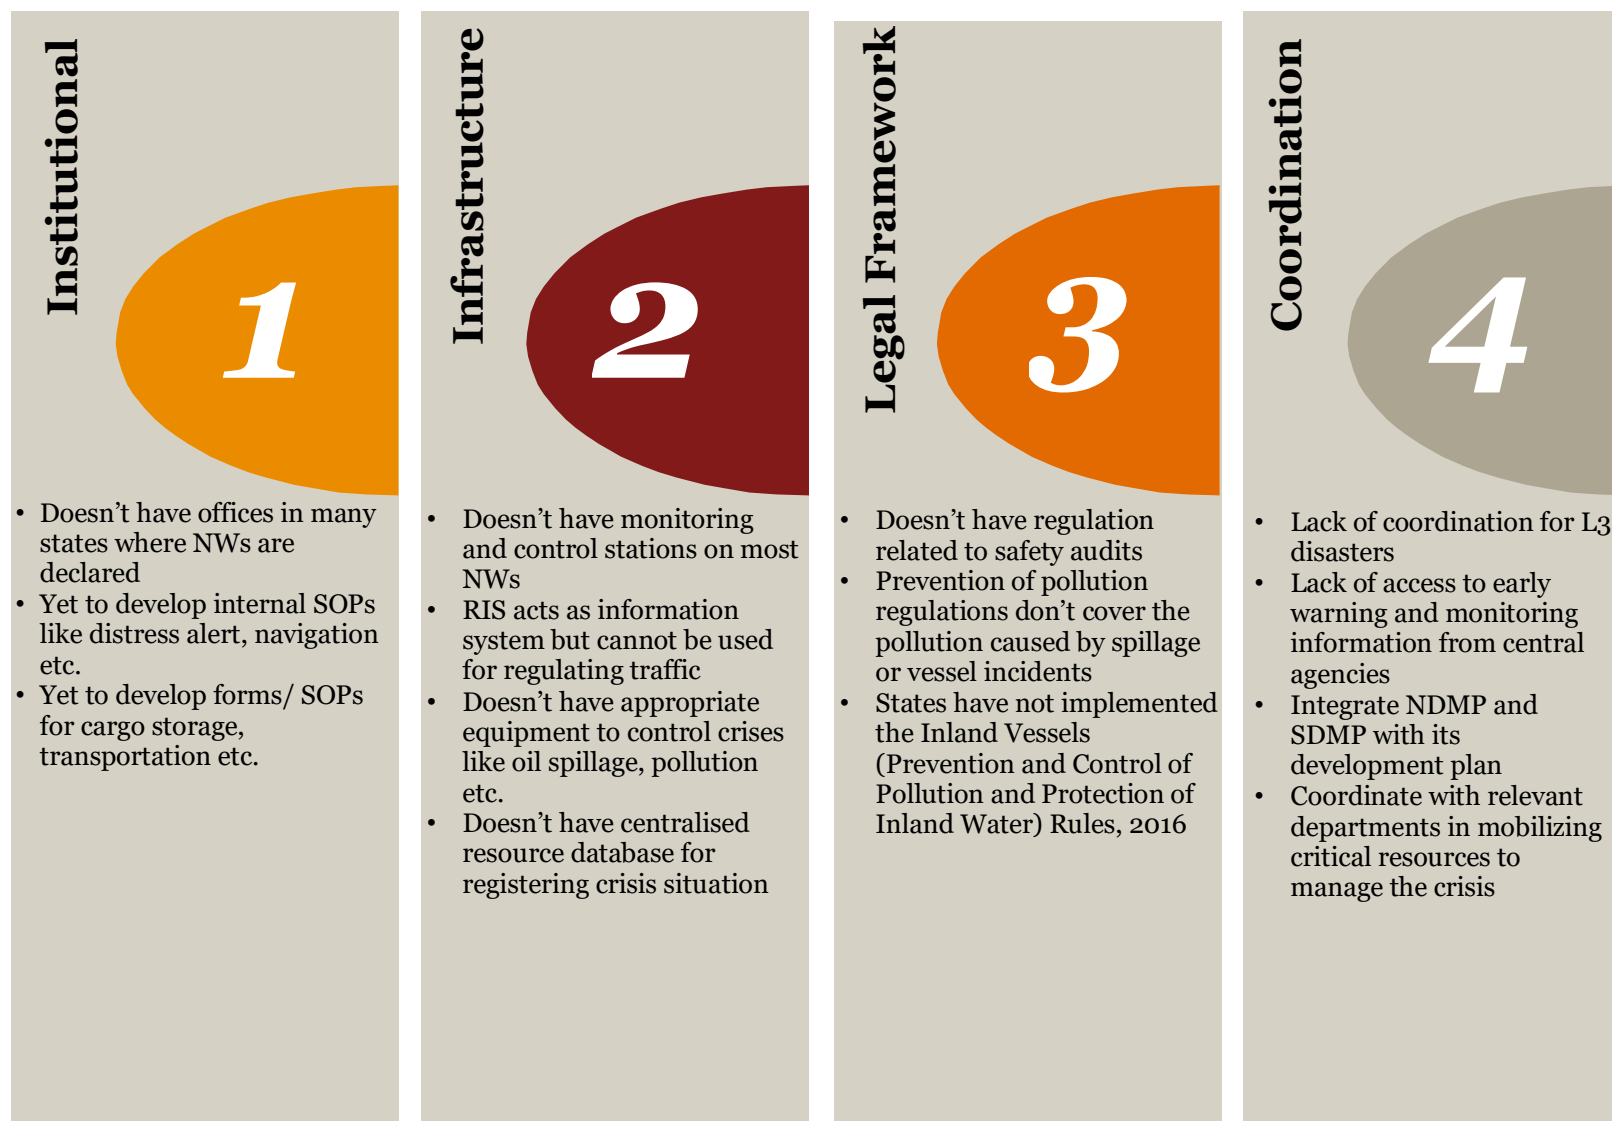 Institutional
1
• Doesn’t have offices in many
states where NWs are
declared
• Yet to develop internal SOPs
like distress alert, navigation
etc.
• Yet to develop forms/ SOPs
for cargo storage,
transportation etc.
Infrastructure
2
• Doesn’t have monitoring
and control stations on most
NWs
• RIS acts as information
system but cannot be used
for regulating traffic
• Doesn’t have appropriate
equipment to control crises
like oil spillage, pollution
etc.
• Doesn’t have centralised
resource database for
registering crisis situation
Legal Framework
3
• Doesn’t have regulation
related to safety audits
• Prevention of pollution
regulations don’t cover the
pollution caused by spillage
or vessel incidents
• States have not implemented
the Inland Vessels
(Prevention and Control of
Pollution and Protection of
Inland Water) Rules, 2016
Coordination
4
• Lack of coordination for L3
disasters
• Lack of access to early
warning and monitoring
information from central
agencies
• Integrate NDMP and
SDMP with its
development plan
• Coordinate with relevant
departments in mobilizing
critical resources to
manage the crisis